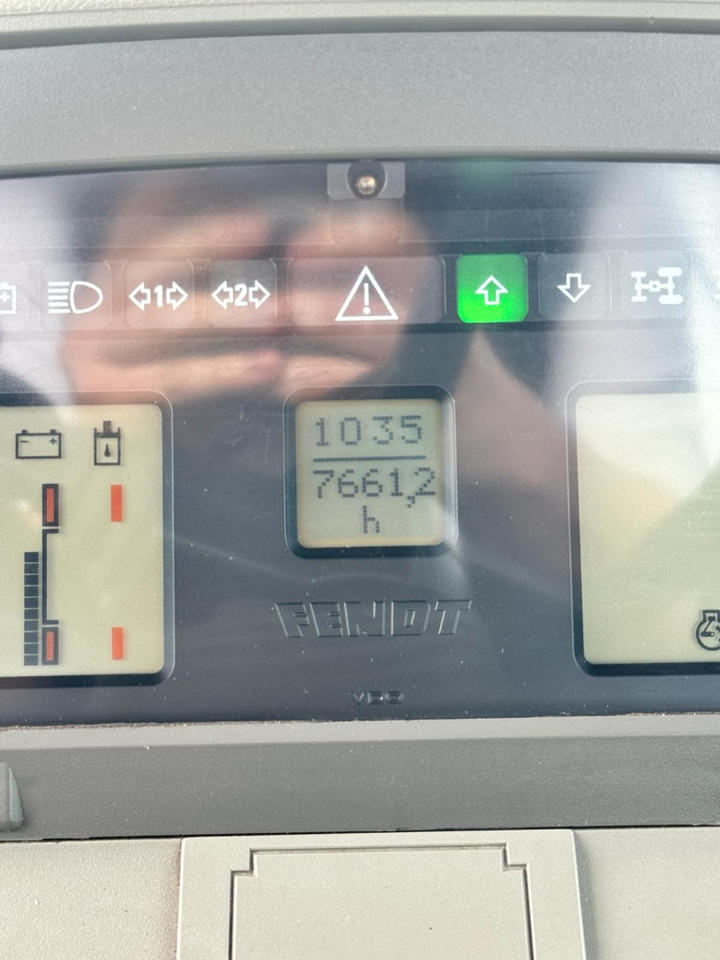 1 2
1035
7661,2
h
FENDT
VDO